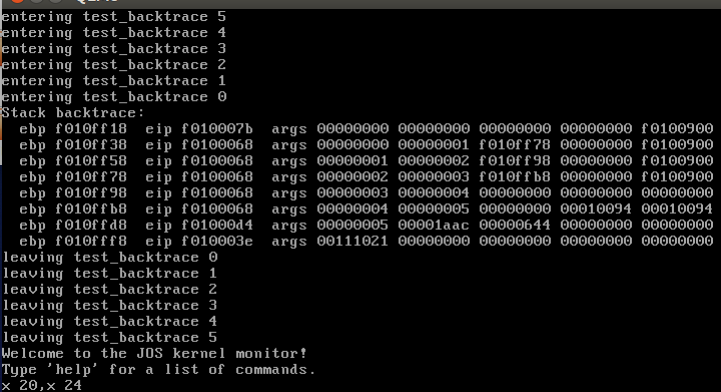 entering test_backtrace 5
entering test_backtrace 4
entering test_backtrace 3
entering test_backtrace 2
entering test_backtrace 1
entering test_backtrace 0
Stack backtrace:
  ebp f010ff18  eip f010007b  args 00000000 00000000 00000000 00000000 f0100900
  ebp f010ff38  eip f0100068  args 00000000 00000001 f010ff78 00000000 f0100900
  ebp f010ff58  eip f0100068  args 00000001 00000002 f010ff98 00000000 f0100900
  ebp f010ff78  eip f0100068  args 00000002 00000003 f010ffb8 00000000 f0100900
  ebp f010ff98  eip f0100068  args 00000003 00000004 00000000 00000000 00000000
  ebp f010ffb8  eip f0100068  args 00000004 00000005 00000000 00010094 00010094
  ebp f010ffd8  eip f01000d4  args 00000005 00001aac 00000644 00000000 00000000
  ebp f010fff8  eip f010003e  args 00111021 00000000 00000000 00000000 00000000
leaving test_backtrace 0
leaving test_backtrace 1
leaving test_backtrace 2
leaving test_backtrace 3
leaving test_backtrace 4
leaving test_backtrace 5
Welcome to the JOS kernel monitor!
Type 'help' for a list of commands.
x 20,x 24